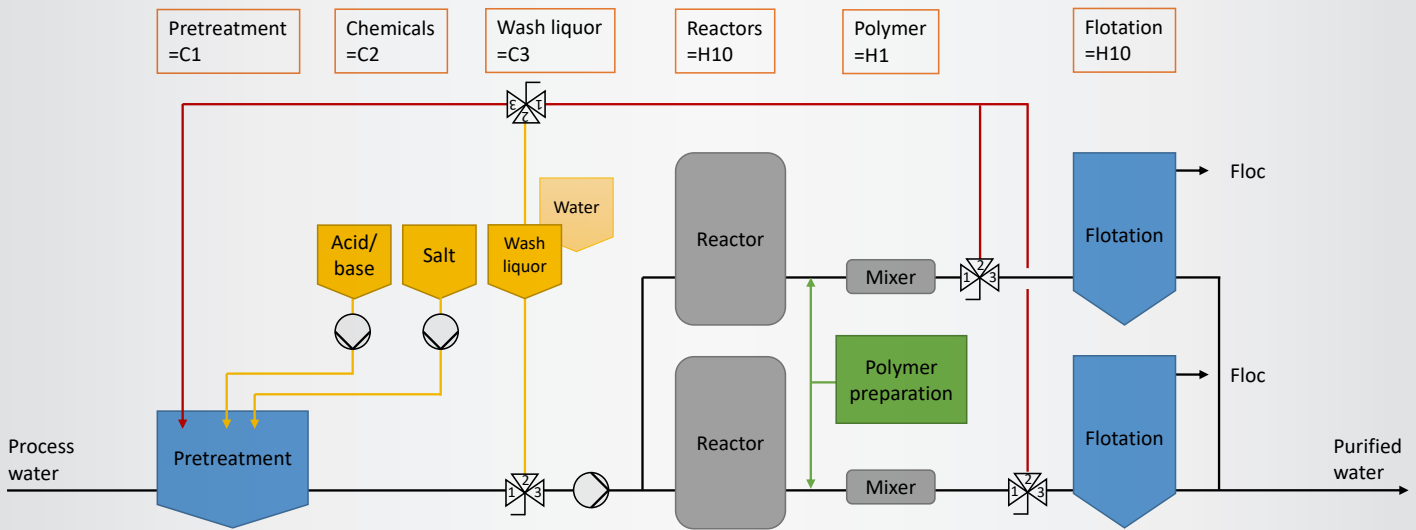 Pretreatment
=C1
Chemicals
=C2
Wash liquor
=C3
Reactors
=H10
Polymer
=H1
Flotation
=H10
3
1
2
Water
Acid/
base
Salt
Wash
liquor
Reactor
Mixer
1
2
3
Flotation
Floc
Polymer
preparation
Reactor
Flotation
Floc
Process
water
Pretreatment
1
2
3
Mixer
1
2
3
Purified
water